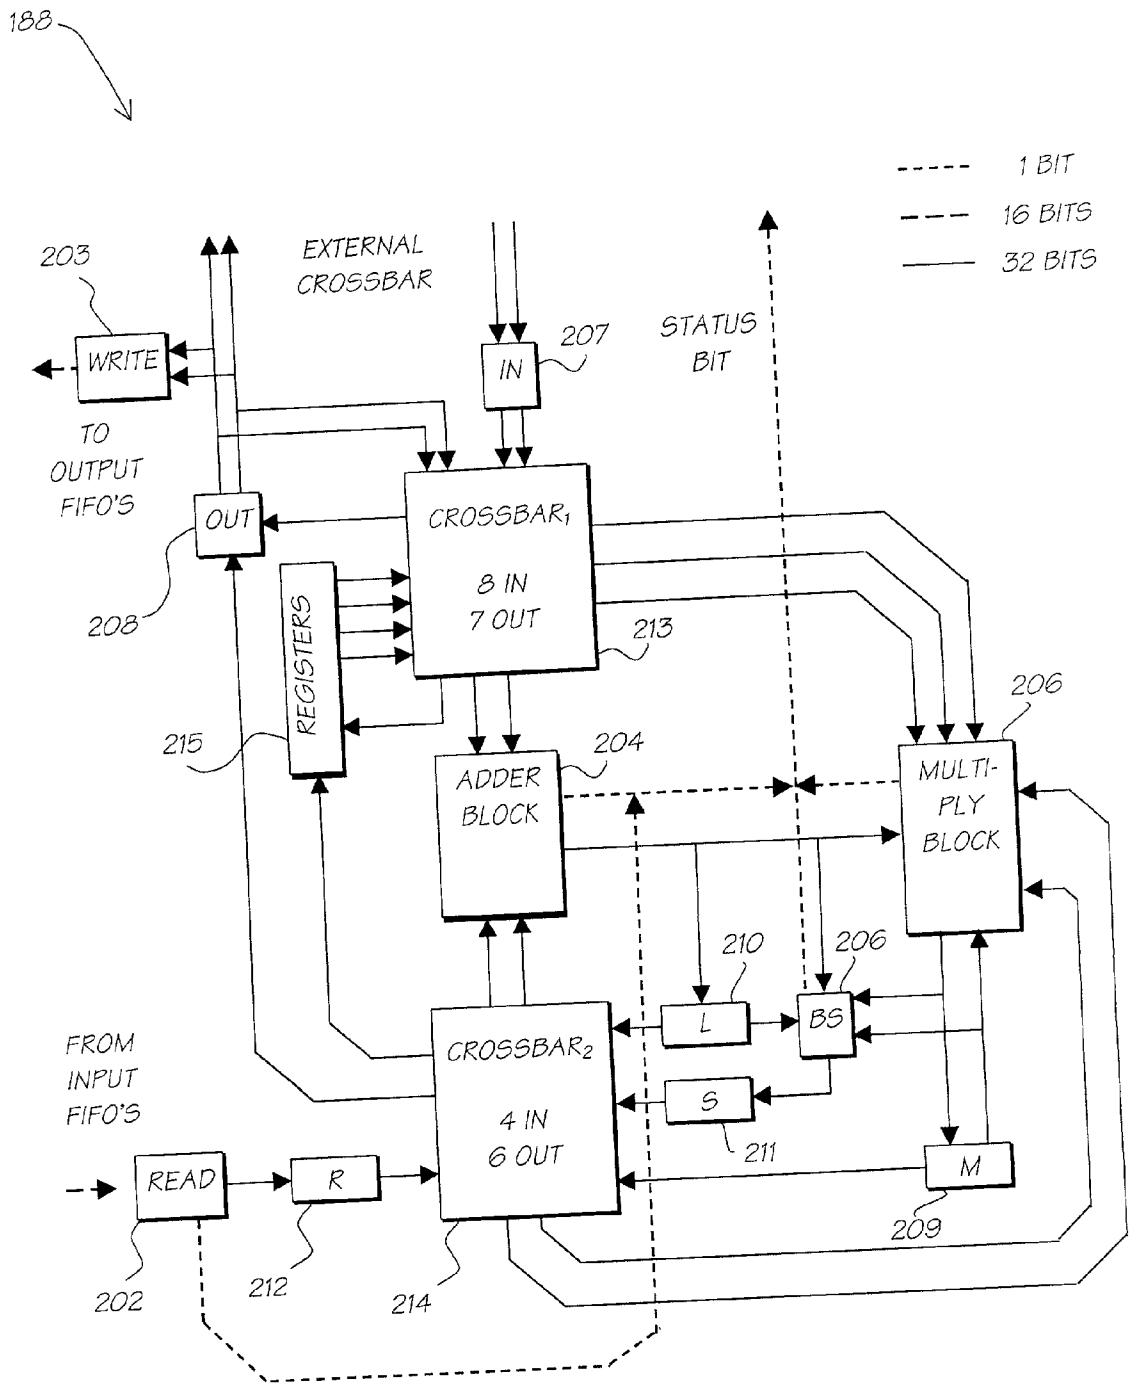 188
1 BIT
16 BITS
32 BITS
203
EXTERNAL
CROSSBAR
207
STATUS
BIT
WRITE
IN
TO
OUTPUT
FIFO'S
OUT
CROSSBAR1
8 IN
7 OUT
208
REGISTERS
213
206
215
204
ADDER
BLOCK
MULTI-
PLY
BLOCK
210
206
L
BS
FROM
INPUT
FIFO'S
CROSSBAR2
4 IN
6 OUT
S
211
READ
R
M
209
202
212
214